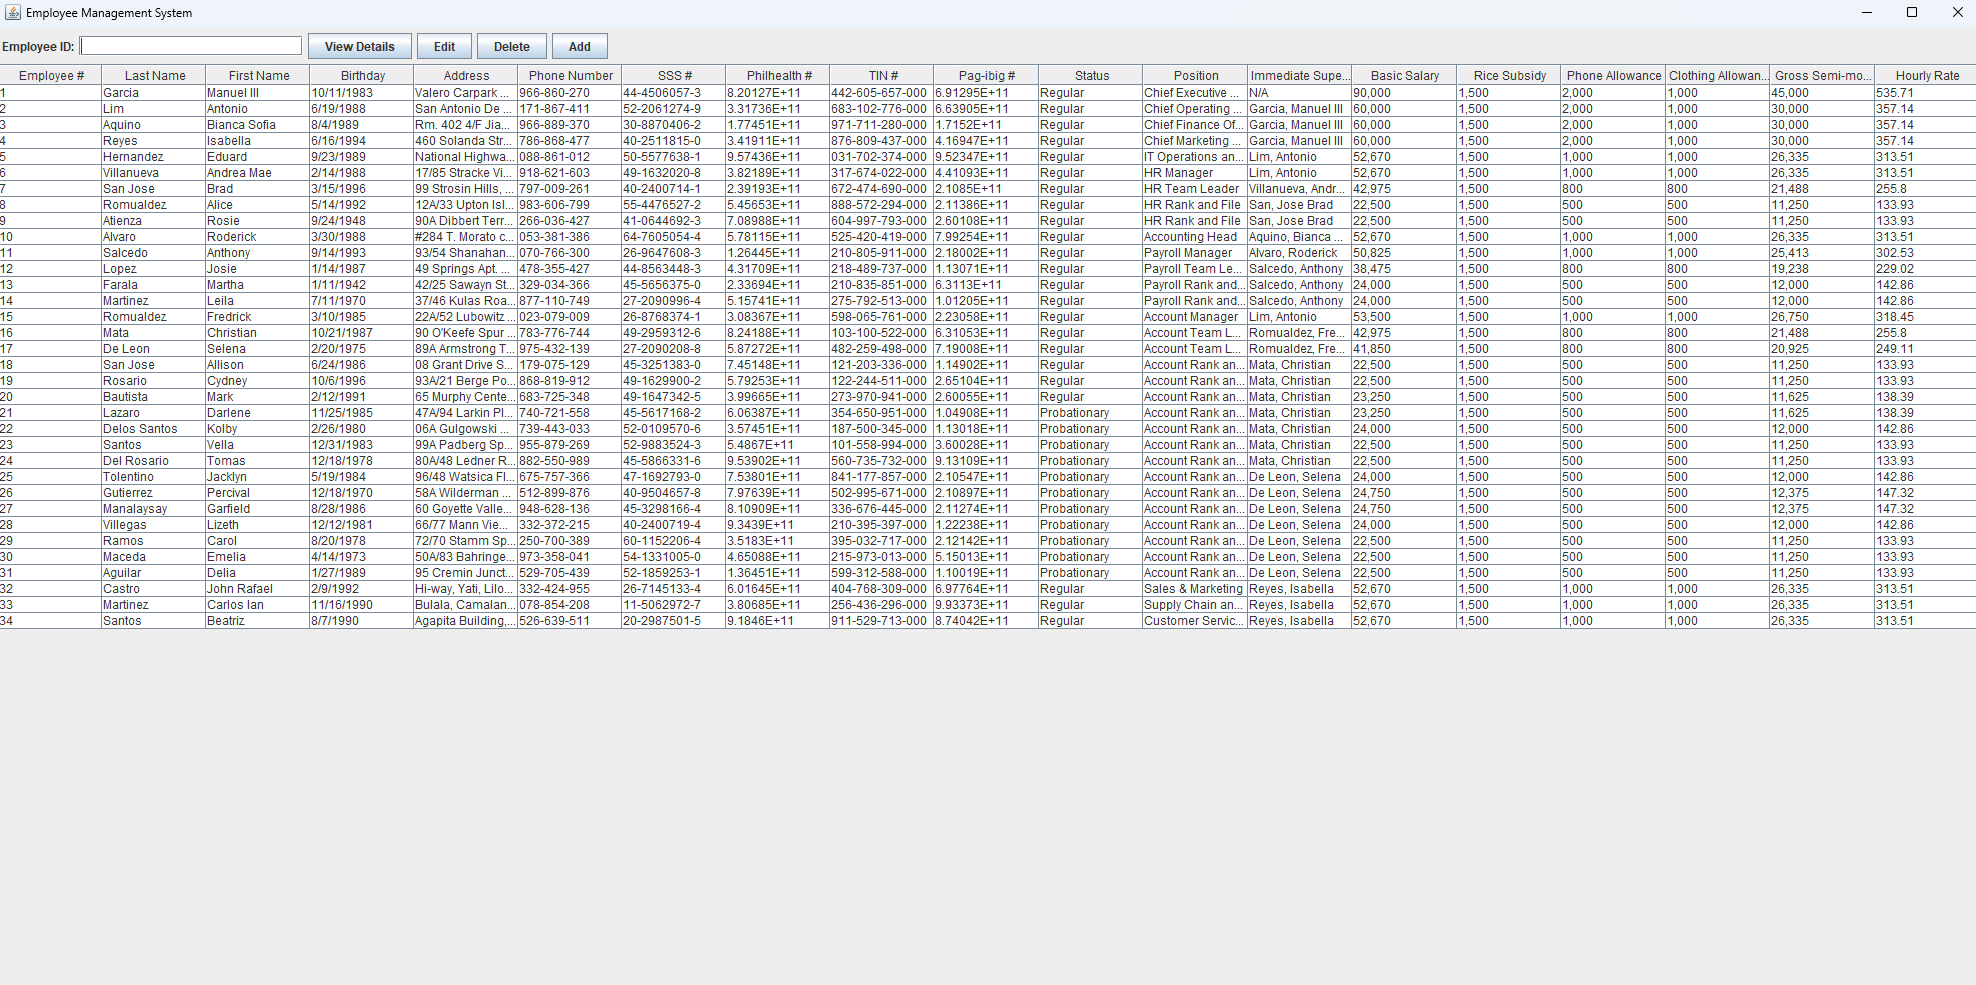 Employee Management System
Employee ID: View Details Edit Delete Add
Employee # Last Name First Name Birthday Address Phone Number SSS # Philhealth # TIN # Pag-ibig # Status Position Immediate Supe... Basic Salary Rice Subsidy Phone Allowance Clothing Allowan... Gross Semi-mo... Hourly Rate
1 Garcia Manuel III 10/11/1983 Valero Carpark ... 966-860-270 44-4506057-3 8.20127E+11 442-605-657-000 6.91295E+11 Regular Chief Executive ... N/A 90,000 1,500 2,000 1,000 45,000 535.71
2 Lim Antonio 6/19/1988 San Antonio De ... 171-867-411 52-2061274-9 3.31736E+11 683-102-776-000 6.63905E+11 Regular Chief Operating ... Garcia, Manuel III 60,000 1,500 2,000 1,000 30,000 357.14
3 Aquino Bianca Sofia 8/4/1989 Rm. 402 4/F Jia... 966-889-370 30-8870406-2 1.77451E+11 971-711-280-000 1.7152E+11 Regular Chief Finance Of... Garcia, Manuel III 60,000 1,500 2,000 1,000 30,000 357.14
4 Reyes Isabella 6/16/1994 460 Solanda Str... 786-868-477 40-2511815-0 3.41911E+11 876-809-437-000 4.16947E+11 Regular Chief Marketing ... Garcia, Manuel III 60,000 1,500 2,000 1,000 30,000 357.14
5 Hernandez Eduard 9/23/1989 National Highwa... 088-861-012 50-5577638-1 9.57436E+11 031-702-374-000 9.52347E+11 Regular IT Operations an... Lim, Antonio 52,670 1,500 1,000 1,000 26,335 313.51
6 Villanueva Andrea Mae 2/14/1988 17/85 Stracke Vi... 918-621-603 49-1632020-8 3.82189E+11 317-674-022-000 4.41093E+11 Regular HR Manager Lim, Antonio 52,670 1,500 1,000 1,000 26,335 313.51
7 San Jose Brad 3/15/1996 99 Strosin Hills, ... 797-009-261 40-2400714-1 2.39193E+11 672-474-690-000 2.1085E+11 Regular HR Team Leader Villanueva, Andr... 42,975 1,500 800 800 21,488 255.8
8 Romualdez Alice 5/14/1992 12A/33 Upton Isl... 983-606-799 55-4476527-2 5.45653E+11 888-572-294-000 2.11386E+11 Regular HR Rank and File San, Jose Brad 22,500 1,500 500 500 11,250 133.93
9 Atienza Rosie 9/24/1948 90A Dibbert Terr... 266-036-427 41-0644692-3 7.08988E+11 604-997-793-000 2.60108E+11 Regular HR Rank and File San, Jose Brad 22,500 1,500 500 500 11,250 133.93
10 Alvaro Roderick 3/30/1988 #284 T. Morato c... 053-381-386 64-7605054-4 5.78115E+11 525-420-419-000 7.99254E+11 Regular Accounting Head Aquino, Bianca ... 52,670 1,500 1,000 1,000 26,335 313.51
11 Salcedo Anthony 9/14/1993 93/54 Shanahan... 070-766-300 26-9647608-3 1.26445E+11 210-805-911-000 2.18002E+11 Regular Payroll Manager Alvaro, Roderick 50,825 1,500 1,000 1,000 25,413 302.53
12 Lopez Josie 1/14/1987 49 Springs Apt. ... 478-355-427 44-8563448-3 4.31709E+11 218-489-737-000 1.13071E+11 Regular Payroll Team Le... Salcedo, Anthony 38,475 1,500 800 800 19,238 229.02
13 Farala Martha 1/11/1942 42/25 Sawayn St... 329-034-366 45-5656375-0 2.33694E+11 210-835-851-000 6.3113E+11 Regular Payroll Rank and... Salcedo, Anthony 24,000 1,500 500 500 12,000 142.86
14 Martinez Leila 7/11/1970 37/46 Kulas Roa... 877-110-749 27-2090996-4 5.15741E+11 275-792-513-000 1.01205E+11 Regular Payroll Rank and... Salcedo, Anthony 24,000 1,500 500 500 12,000 142.86
15 Romualdez Fredrick 3/10/1985 22A/52 Lubowitz ... 023-079-009 26-8768374-1 3.08367E+11 598-065-761-000 2.23058E+11 Regular Account Manager Lim, Antonio 53,500 1,500 1,000 1,000 26,750 318.45
16 Mata Christian 10/21/1987 90 O'Keefe Spur ... 783-776-744 49-2959312-6 8.24188E+11 103-100-522-000 6.31053E+11 Regular Account Team L... Romualdez, Fre... 42,975 1,500 800 800 21,488 255.8
17 De Leon Selena 2/20/1975 89A Armstrong T... 975-432-139 27-2090208-8 5.87272E+11 482-259-498-000 7.19008E+11 Regular Account Team L... Romualdez, Fre... 41,850 1,500 800 800 20,925 249.11
18 San Jose Allison 6/24/1986 08 Grant Drive S... 179-075-129 45-3251383-0 7.45148E+11 121-203-336-000 1.14902E+11 Regular Account Rank an... Mata, Christian 22,500 1,500 500 500 11,250 133.93
19 Rosario Cydney 10/6/1996 93A/21 Berge Po... 868-819-912 49-1629900-2 5.79253E+11 122-244-511-000 2.65104E+11 Regular Account Rank an... Mata, Christian 22,500 1,500 500 500 11,250 133.93
20 Bautista Mark 2/12/1991 65 Murphy Cente... 683-725-348 49-1647342-5 3.99665E+11 273-970-941-000 2.60055E+11 Regular Account Rank an... Mata, Christian 23,250 1,500 500 500 11,625 138.39
21 Lazaro Darlene 11/25/1985 47A/94 Larkin Pl... 740-721-558 45-5617168-2 6.06387E+11 354-650-951-000 1.04908E+11 Probationary Account Rank an... Mata, Christian 23,250 1,500 500 500 11,625 138.39
22 Delos Santos Kolby 2/26/1980 06A Gulgowski ... 739-443-033 52-0109570-6 3.57451E+11 187-500-345-000 1.13018E+11 Probationary Account Rank an... Mata, Christian 24,000 1,500 500 500 12,000 142.86
23 Santos Vella 12/31/1983 99A Padberg Sp... 955-879-269 52-9883524-3 5.4867E+11 101-558-994-000 3.60028E+11 Probationary Account Rank an... Mata, Christian 22,500 1,500 500 500 11,250 133.93
24 Del Rosario Tomas 12/18/1978 80A/48 Ledner R... 882-550-989 45-5866331-6 9.53902E+11 560-735-732-000 9.13109E+11 Probationary Account Rank an... Mata, Christian 22,500 1,500 500 500 11,250 133.93
25 Tolentino Jacklyn 5/19/1984 96/48 Watsica Fl... 675-757-366 47-1692793-0 7.53801E+11 841-177-857-000 2.10547E+11 Probationary Account Rank an... De Leon, Selena 24,000 1,500 500 500 12,000 142.86
26 Gutierrez Percival 12/18/1970 58A Wilderman ... 512-899-876 40-9504657-8 7.97639E+11 502-995-671-000 2.10897E+11 Probationary Account Rank an... De Leon, Selena 24,750 1,500 500 500 12,375 147.32
27 Manalaysay Garfield 8/28/1986 60 Goyette Valle... 948-628-136 45-3298166-4 8.10909E+11 336-676-445-000 2.11274E+11 Probationary Account Rank an... De Leon, Selena 24,750 1,500 500 500 12,375 147.32
28 Villegas Lizeth 12/12/1981 66/77 Mann Vie... 332-372-215 40-2400719-4 9.3439E+11 210-395-397-000 1.22238E+11 Probationary Account Rank an... De Leon, Selena 24,000 1,500 500 500 12,000 142.86
29 Ramos Carol 8/20/1978 72/70 Stamm Sp... 250-700-389 60-1152206-4 3.5183E+11 395-032-717-000 2.12142E+11 Probationary Account Rank an... De Leon, Selena 22,500 1,500 500 500 11,250 133.93
30 Maceda Emelia 4/14/1973 50A/83 Bahringe... 973-358-041 54-1331005-0 4.65088E+11 215-973-013-000 5.15013E+11 Probationary Account Rank an... De Leon, Selena 22,500 1,500 500 500 11,250 133.93
31 Aguilar Delia 1/27/1989 95 Cremin Junct... 529-705-439 52-1859253-1 1.36451E+11 599-312-588-000 1.10019E+11 Probationary Account Rank an... De Leon, Selena 22,500 1,500 500 500 11,250 133.93
32 Castro John Rafael 2/9/1992 Hi-way, Yati, Lilo... 332-424-955 26-7145133-4 6.01645E+11 404-768-309-000 6.97764E+11 Regular Sales & Marketing Reyes, Isabella 52,670 1,500 1,000 1,000 26,335 313.51
33 Martinez Carlos Ian 11/16/1990 Bulala, Camalan... 078-854-208 11-5062972-7 3.80685E+11 256-436-296-000 9.93373E+11 Regular Supply Chain an... Reyes, Isabella 52,670 1,500 1,000 1,000 26,335 313.51
34 Santos Beatriz 8/7/1990 Agapita Building,... 526-639-511 20-2987501-5 9.1846E+11 911-529-713-000 8.74042E+11 Regular Customer Servic... Reyes, Isabella 52,670 1,500 1,000 1,000 26,335 313.51